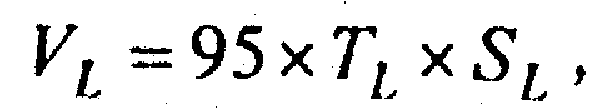 V_L = 95 × T_L × S_L ,